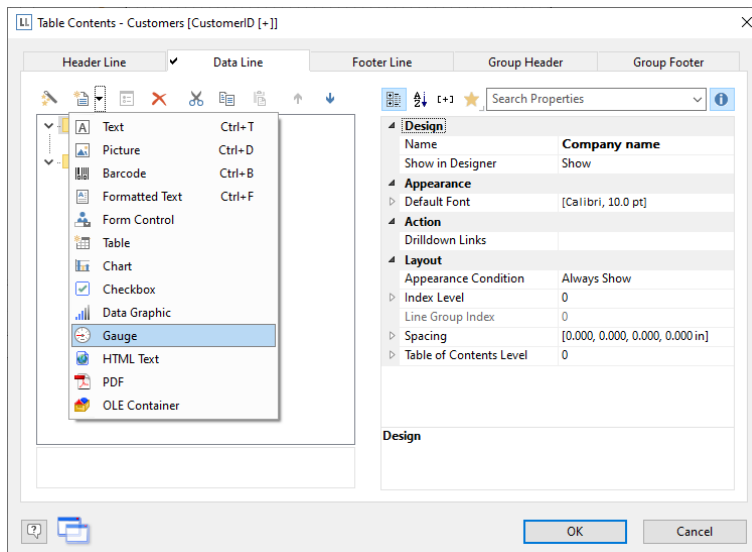 LL Table Contents - Customers [CustomerID [+]]
Header Line
Data Line
Footer Line
Group Header
Group Footer
Search Properties
Text Ctrl+T
Picture Ctrl+D
Barcode Ctrl+B
Formatted Text Ctrl+F
Form Control
Table
Chart
Checkbox
Data Graphic
Gauge
HTML Text
PDF
OLE Container
Design
Name Company name
Show in Designer Show
Appearance
Default Font [Calibri, 10.0 pt]
Action
Drilldown Links
Layout
Appearance Condition Always Show
Index Level 0
Line Group Index 0
Spacing [0.000, 0.000, 0.000, 0.000 in]
Table of Contents Level 0
Design
OK
Cancel